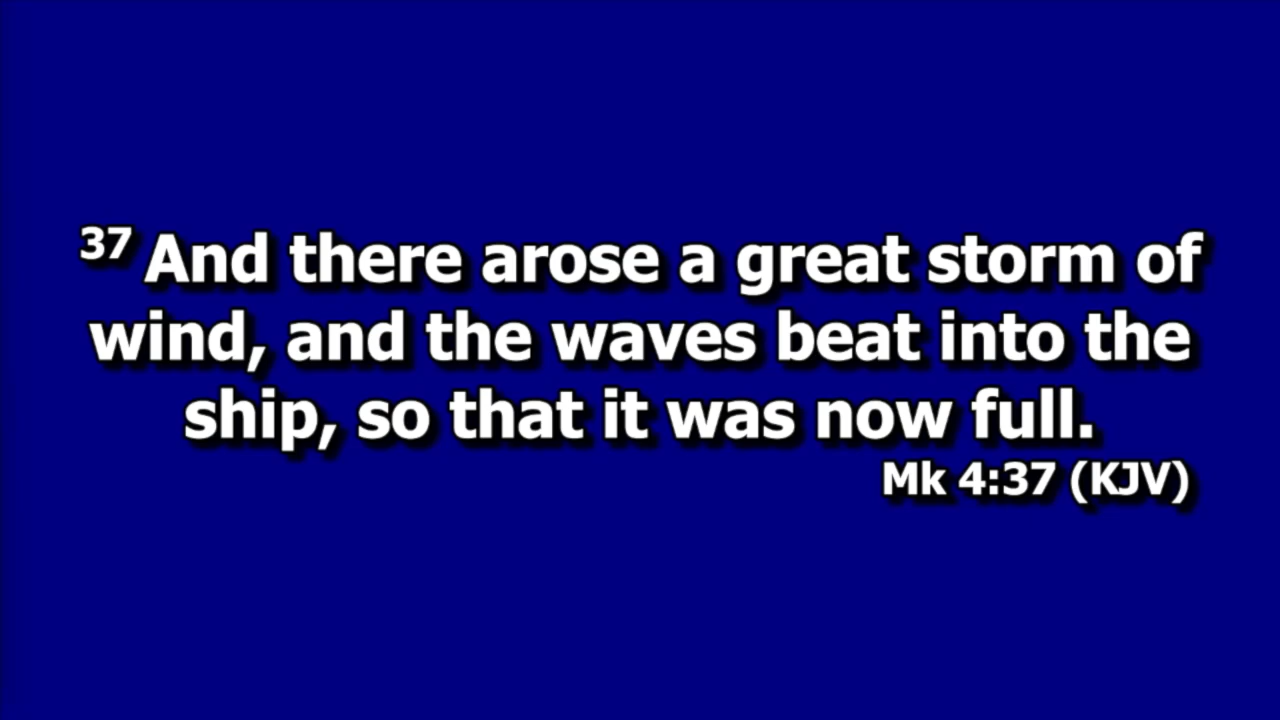 37 And there arose a great storm of
wind, and the waves beat into the
ship, so that it was now full.
Mk 4:37 (KJV)